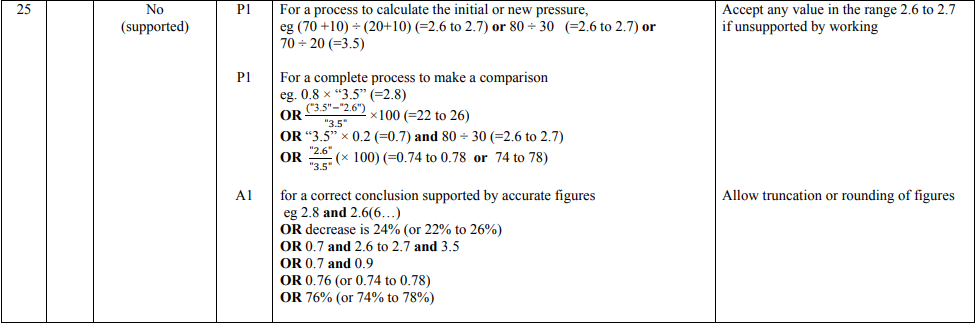 25 No P1 For a process to calculate the initial or new pressure, Accept any value in the range 2.6 to 2.7
(supported) eg (70 +10) ÷ (20+10) (=2.6 to 2.7) or 80 ÷ 30 (=2.6 to 2.7) or if unsupported by working
70 ÷ 20 (=3.5)
P1 For a complete process to make a comparison
eg. 0.8 × “3.5” (=2.8)
OR ("3.5"−"2.6")/"3.5" ×100 (=22 to 26)
OR “3.5” × 0.2 (=0.7) and 80 ÷ 30 (=2.6 to 2.7)
OR "2.6"/"3.5" (× 100) (=0.74 to 0.78 or 74 to 78)
A1 for a correct conclusion supported by accurate figures Allow truncation or rounding of figures
eg 2.8 and 2.6(6…)
OR decrease is 24% (or 22% to 26%)
OR 0.7 and 2.6 to 2.7 and 3.5
OR 0.7 and 0.9
OR 0.76 (or 0.74 to 0.78)
OR 76% (or 74% to 78%)